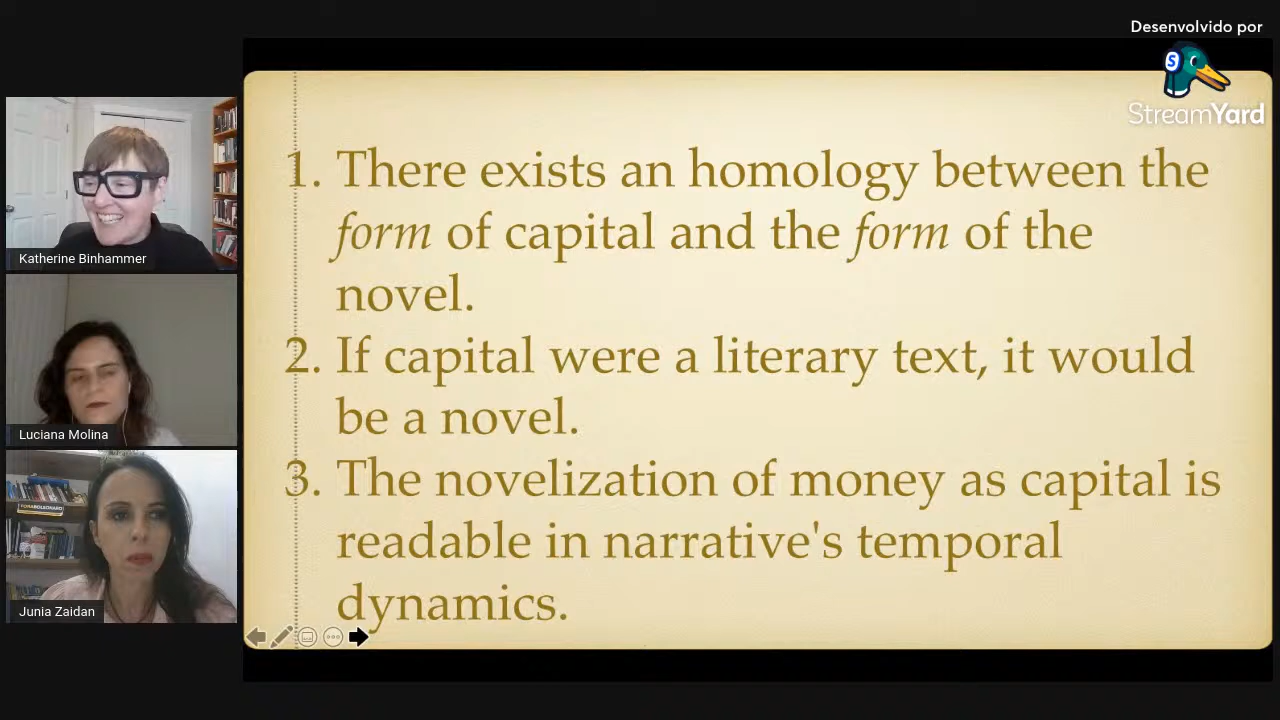 Desenvolvido por
S
StreamYard
Katherine Binhammer
Luciana Molina
Junia Zaidan
1. There exists an homology between the
form of capital and the form of the
novel.
2. If capital were a literary text, it would
be a novel.
3. The novelization of money as capital is
readable in narrative's temporal
dynamics.